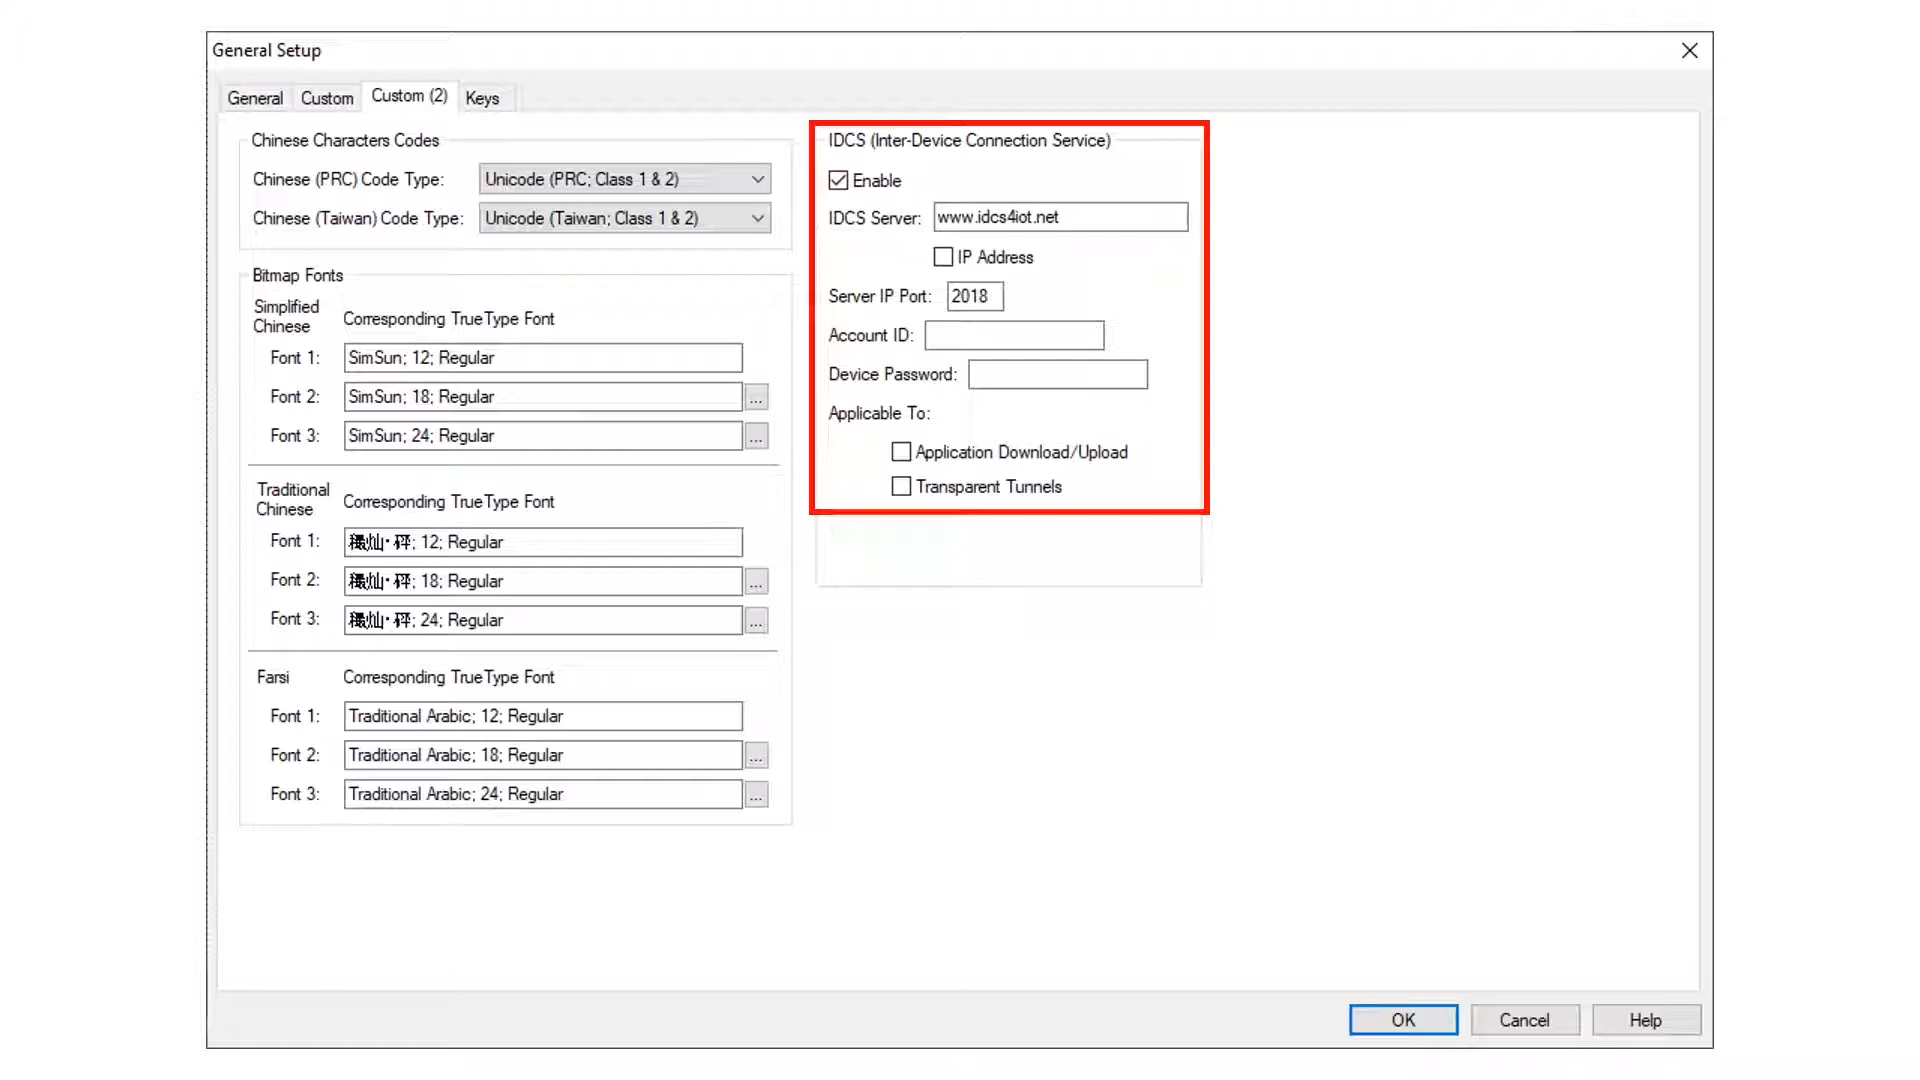 General Setup
General Custom Custom (2) Keys
Chinese Characters Codes
Chinese (PRC) Code Type: Unicode (PRC; Class 1 & 2)
Chinese (Taiwan) Code Type: Unicode (Taiwan; Class 1 & 2)
Bitmap Fonts
Simplified
Chinese
Corresponding TrueType Font
Font 1: SimSun; 12; Regular
Font 2: SimSun; 18; Regular ...
Font 3: SimSun; 24; Regular ...
Traditional
Chinese
Corresponding TrueType Font
Font 1: ; 12; Regular
Font 2: ; 18; Regular ...
Font 3: ; 24; Regular ...
Farsi Corresponding TrueType Font
Font 1: Traditional Arabic; 12; Regular
Font 2: Traditional Arabic; 18; Regular ...
Font 3: Traditional Arabic; 24; Regular ...
IDCS (Inter-Device Connection Service)
Enable
IDCS Server: www.idcs4iot.net
IP Address
Server IP Port: 2018
Account ID:
Device Password:
Applicable To:
Application Download/Upload
Transparent Tunnels
OK Cancel Help